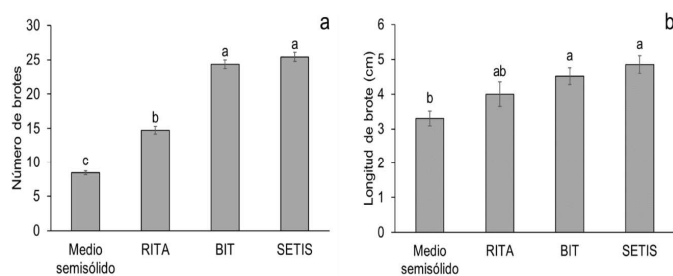 a
Número de brotes
30
25
20
15
10
5
0
c
b
a
a
Medio semisólido
RITA
BIT
SETIS
b
Longitud de brote (cm)
6
5
4
3
2
1
0
b
ab
a
a
Medio semisólido
RITA
BIT
SETIS